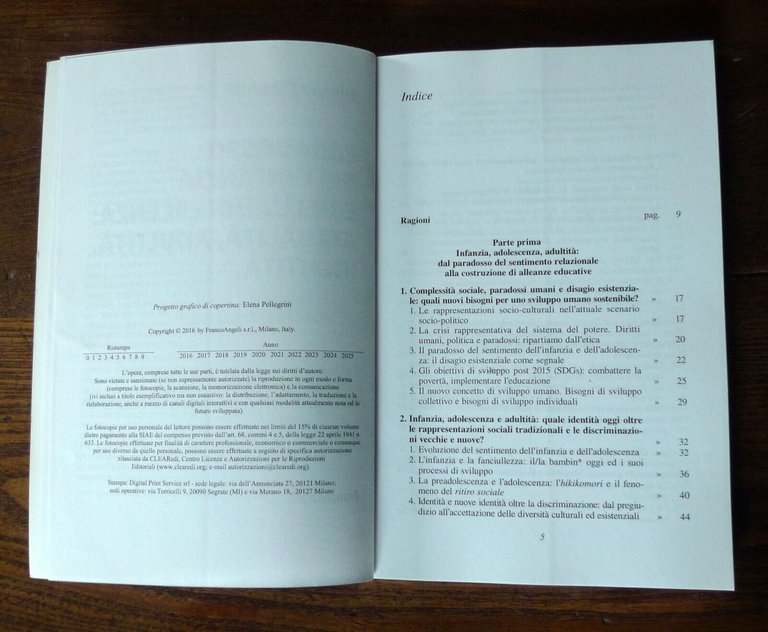 Progetto grafico di copertina: Elena Pellegrini
Copyright © 2016 by FrancoAngeli s.r.l., Milano, Italy.
Ristampa Anno
0 1 2 3 4 5 6 7 8 9 2016 2017 2018 2019 2020 2021 2022 2023 2024 2025
L'opera, comprese tutte le sue parti, è tutelata dalla legge sui diritti d'autore.
Sono vietate e sanzionate (se non espressamente autorizzate) la riproduzione in ogni modo e forma
(comprese le fotocopie, la scansione, la memorizzazione elettronica) e la comunicazione
(ivi inclusi a titolo esemplificativo ma non esaustivo: la distribuzione, l'adattamento, la traduzione e la
rielaborazione, anche a mezzo di canali digitali interattivi e con qualsiasi modalità attualmente nota od in
futuro sviluppata).
Le fotocopie per uso personale del lettore possono essere effettuate nei limiti del 15% di ciascun volume
dietro pagamento alla SIAE del compenso previsto dall'art. 68, commi 4 e 5, della legge 22 aprile 1941 n.
633. Le fotocopie effettuate per finalità di carattere professionale, economico o commerciale o comunque
per uso diverso da quello personale, possono essere effettuate a seguito di specifica autorizzazione
rilasciata da CLEARedi, Centro Licenze e Autorizzazioni per le Riproduzioni
Editoriali (www.clearedi.org; e-mail autorizzazioni@clearedi.org).
Stampa: Digital Print Service srl - sede legale: via dell'Annunciata 27, 20121 Milano;
sedi operative: via Torricelli 9, 20090 Segrate (MI) e via Merano 18, 20127 Milano
Indice
Ragioni pag. 9
Parte prima
Infanzia, adolescenza, adultità:
dal paradosso del sentimento relazionale
alla costruzione di alleanze educative
1. Complessità sociale, paradossi umani e disagio esistenzia-
le: quali nuovi bisogni per uno sviluppo umano sostenibile? » 17
1. Le rappresentazioni socio-culturali nell'attuale scenario
socio-politico » 17
2. La crisi rappresentativa del sistema del potere. Diritti
umani, politica e paradossi: ripartiamo dall'etica » 20
3. Il paradosso del sentimento dell'infanzia e dell'adolescen-
za: il disagio esistenziale come segnale » 22
4. Gli obiettivi di sviluppo post 2015 (SDGs): combattere la
povertà, implementare l'educazione » 25
5. Il nuovo concetto di sviluppo umano. Bisogni di sviluppo
collettivo e bisogni di sviluppo individuali » 29
2. Infanzia, adolescenza e adultità: quale identità oggi oltre
le rappresentazioni sociali tradizionali e le discriminazio-
ni vecchie e nuove? » 32
1. Evoluzione del sentimento dell'infanzia e dell'adolescenza » 32
2. L'infanzia e la fanciullezza: il/la bambin* oggi ed i suoi
processi di sviluppo » 36
3. La preadolescenza e l'adolescenza: l'hikikomori e il feno-
meno del ritiro sociale » 40
4. Identità e nuove identità oltre la discriminazione: dal pregiu-
dizio all'accettazione delle diversità culturali ed esistenziali » 44
5